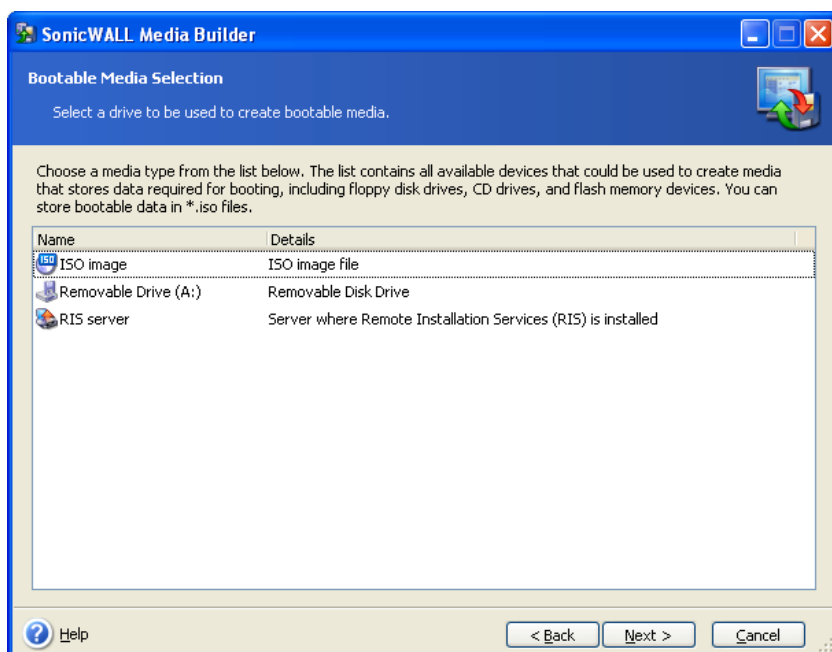 SonicWALL Media Builder
Bootable Media Selection
Select a drive to be used to create bootable media.
Choose a media type from the list below. The list contains all available devices that could be used to create media
that stores data required for booting, including floppy disk drives, CD drives, and flash memory devices. You can
store bootable data in *.iso files.
Name Details
ISO ISO image ISO image file
Removable Drive (A:) Removable Disk Drive
RIS server Server where Remote Installation Services (RIS) is installed
? Help < Back Next > Cancel